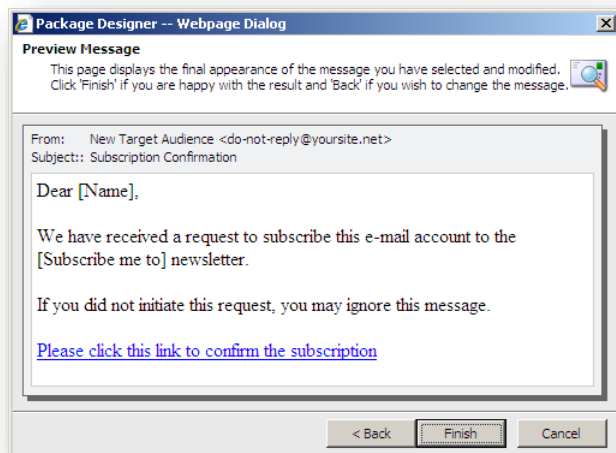 Package Designer -- Webpage Dialog
Preview Message
This page displays the final appearance of the message you have selected and modified.
Click 'Finish' if you are happy with the result and 'Back' if you wish to change the message.
From: New Target Audience <do-not-reply@yoursite.net>
Subject:: Subscription Confirmation
Dear [Name],
We have received a request to subscribe this e-mail account to the
[Subscribe me to] newsletter.
If you did not initiate this request, you may ignore this message.
Please click this link to confirm the subscription
< Back Finish Cancel